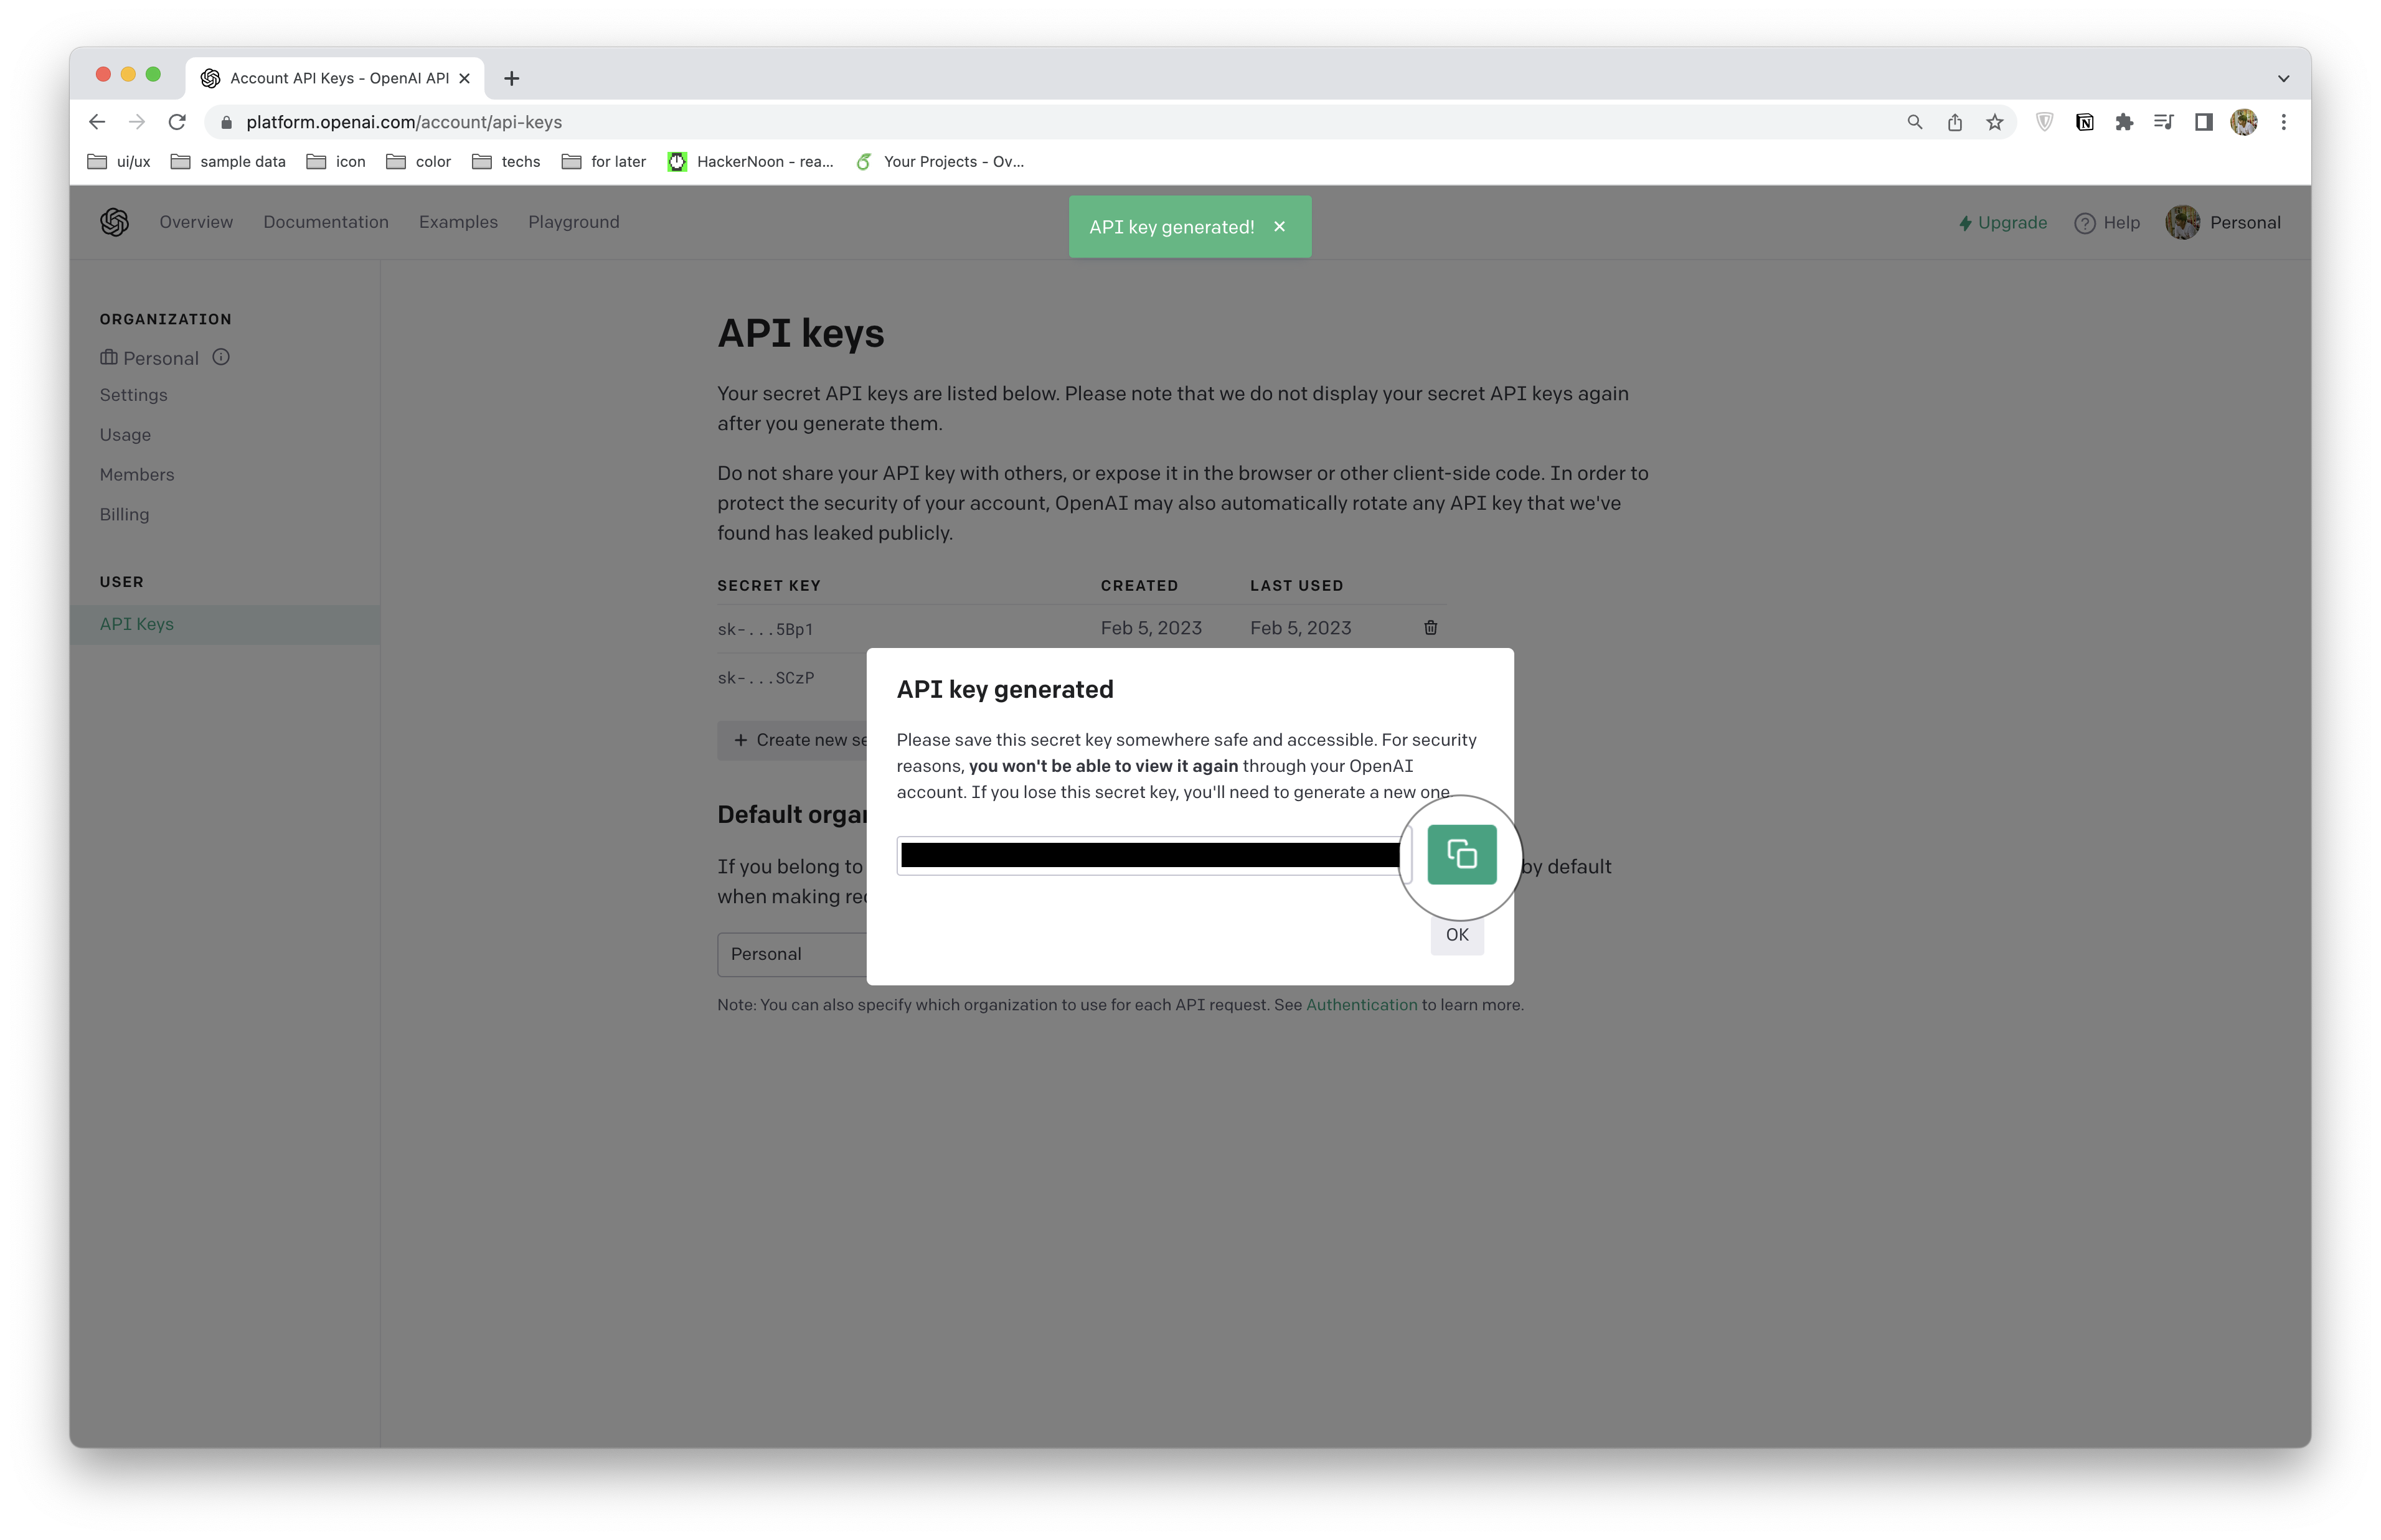 Account API Keys - OpenAI API
platform.openai.com/account/api-keys
ui/ux
sample data
icon
color
techs
for later
HackerNoon - rea...
Your Projects - Ov...
Overview
Documentation
Examples
Playground
API key generated!
Upgrade
Help
Personal
ORGANIZATION
Personal
Settings
Usage
Members
Billing
USER
API Keys
API keys
Your secret API keys are listed below. Please note that we do not display your secret API keys again
after you generate them.
Do not share your API key with others, or expose it in the browser or other client-side code. In order to
protect the security of your account, OpenAI may also automatically rotate any API key that we've
found has leaked publicly.
SECRET KEY CREATED LAST USED
sk-...5Bp1 Feb 5, 2023 Feb 5, 2023
sk-...SCzP
+ Create new se
API key generated
Please save this secret key somewhere safe and accessible. For security
reasons, you won't be able to view it again through your OpenAI
account. If you lose this secret key, you'll need to generate a new one.
OK
Default organ
If you belong to by default
when making rec
Personal
Note: You can also specify which organization to use for each API request. See Authentication to learn more.